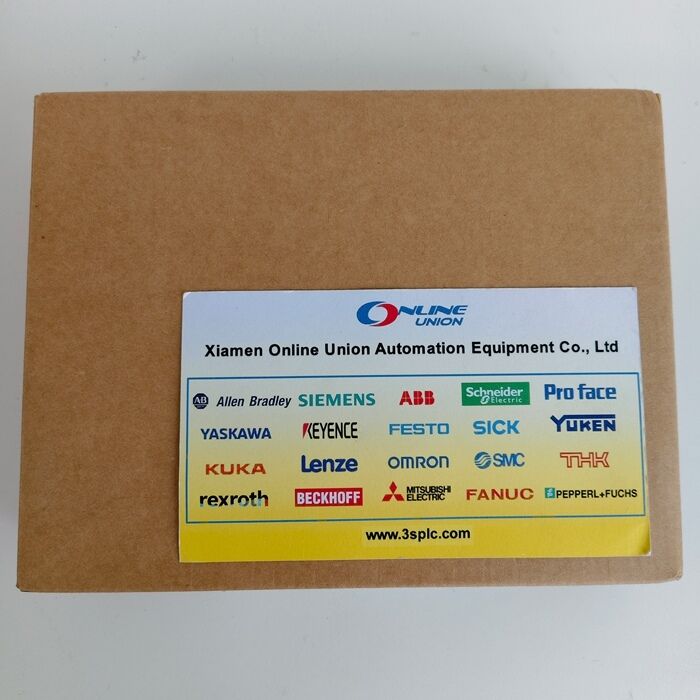 ONLINE
UNION
Xiamen Online Union Automation Equipment Co., Ltd
AB Allen Bradley SIEMENS ABB Schneider Electric Pro face
YASKAWA KEYENCE FESTO SICK YUKEN
KUKA Lenze OMRON SMC THK
rexroth BECKHOFF MITSUBISHI ELECTRIC FANUC PEPPERL+FUCHS
www.3splc.com